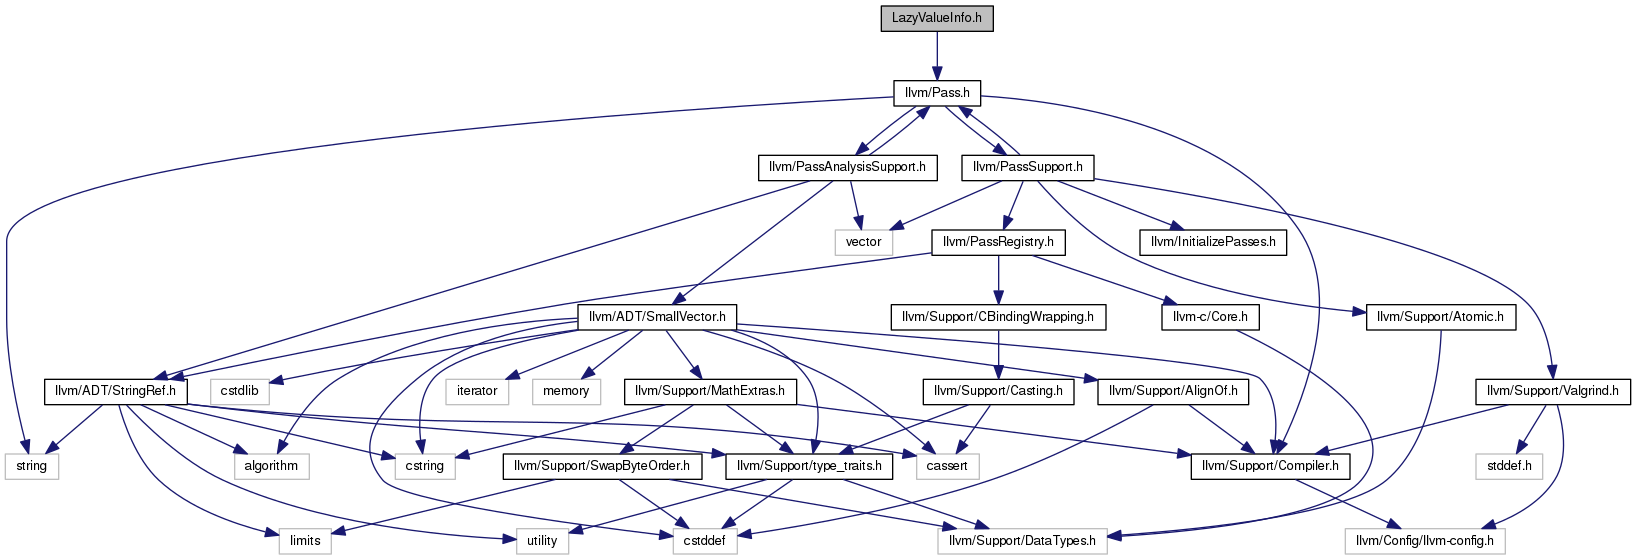 LazyValueInfo.h
llvm/Pass.h
llvm/PassAnalysisSupport.h
llvm/PassSupport.h
vector
llvm/PassRegistry.h
llvm/InitializePasses.h
llvm/ADT/SmallVector.h
llvm/Support/CBindingWrapping.h
llvm-c/Core.h
llvm/Support/Atomic.h
llvm/ADT/StringRef.h
cstdlib
iterator
memory
llvm/Support/MathExtras.h
llvm/Support/Casting.h
llvm/Support/AlignOf.h
llvm/Support/Valgrind.h
string
algorithm
cstring
llvm/Support/SwapByteOrder.h
llvm/Support/type_traits.h
cassert
llvm/Support/Compiler.h
stddef.h
limits
utility
cstddef
llvm/Support/DataTypes.h
llvm/Config/llvm-config.h